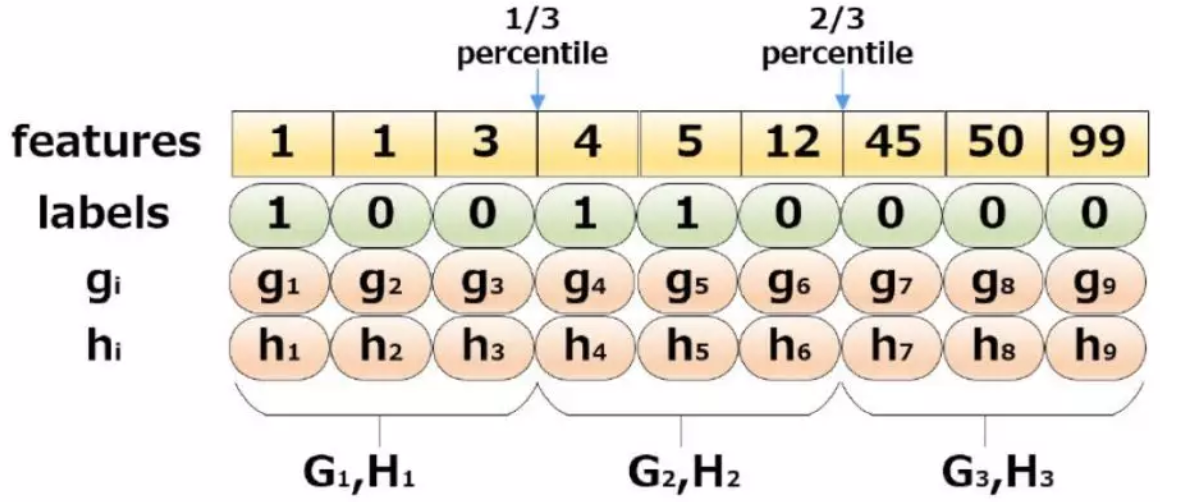 1/3 2/3
percentile percentile
features 1 1 3 4 5 12 45 50 99
labels 1 0 0 1 1 0 0 0 0
gi g1 g2 g3 g4 g5 g6 g7 g8 g9
hi h1 h2 h3 h4 h5 h6 h7 h8 h9
G1,H1 G2,H2 G3,H3